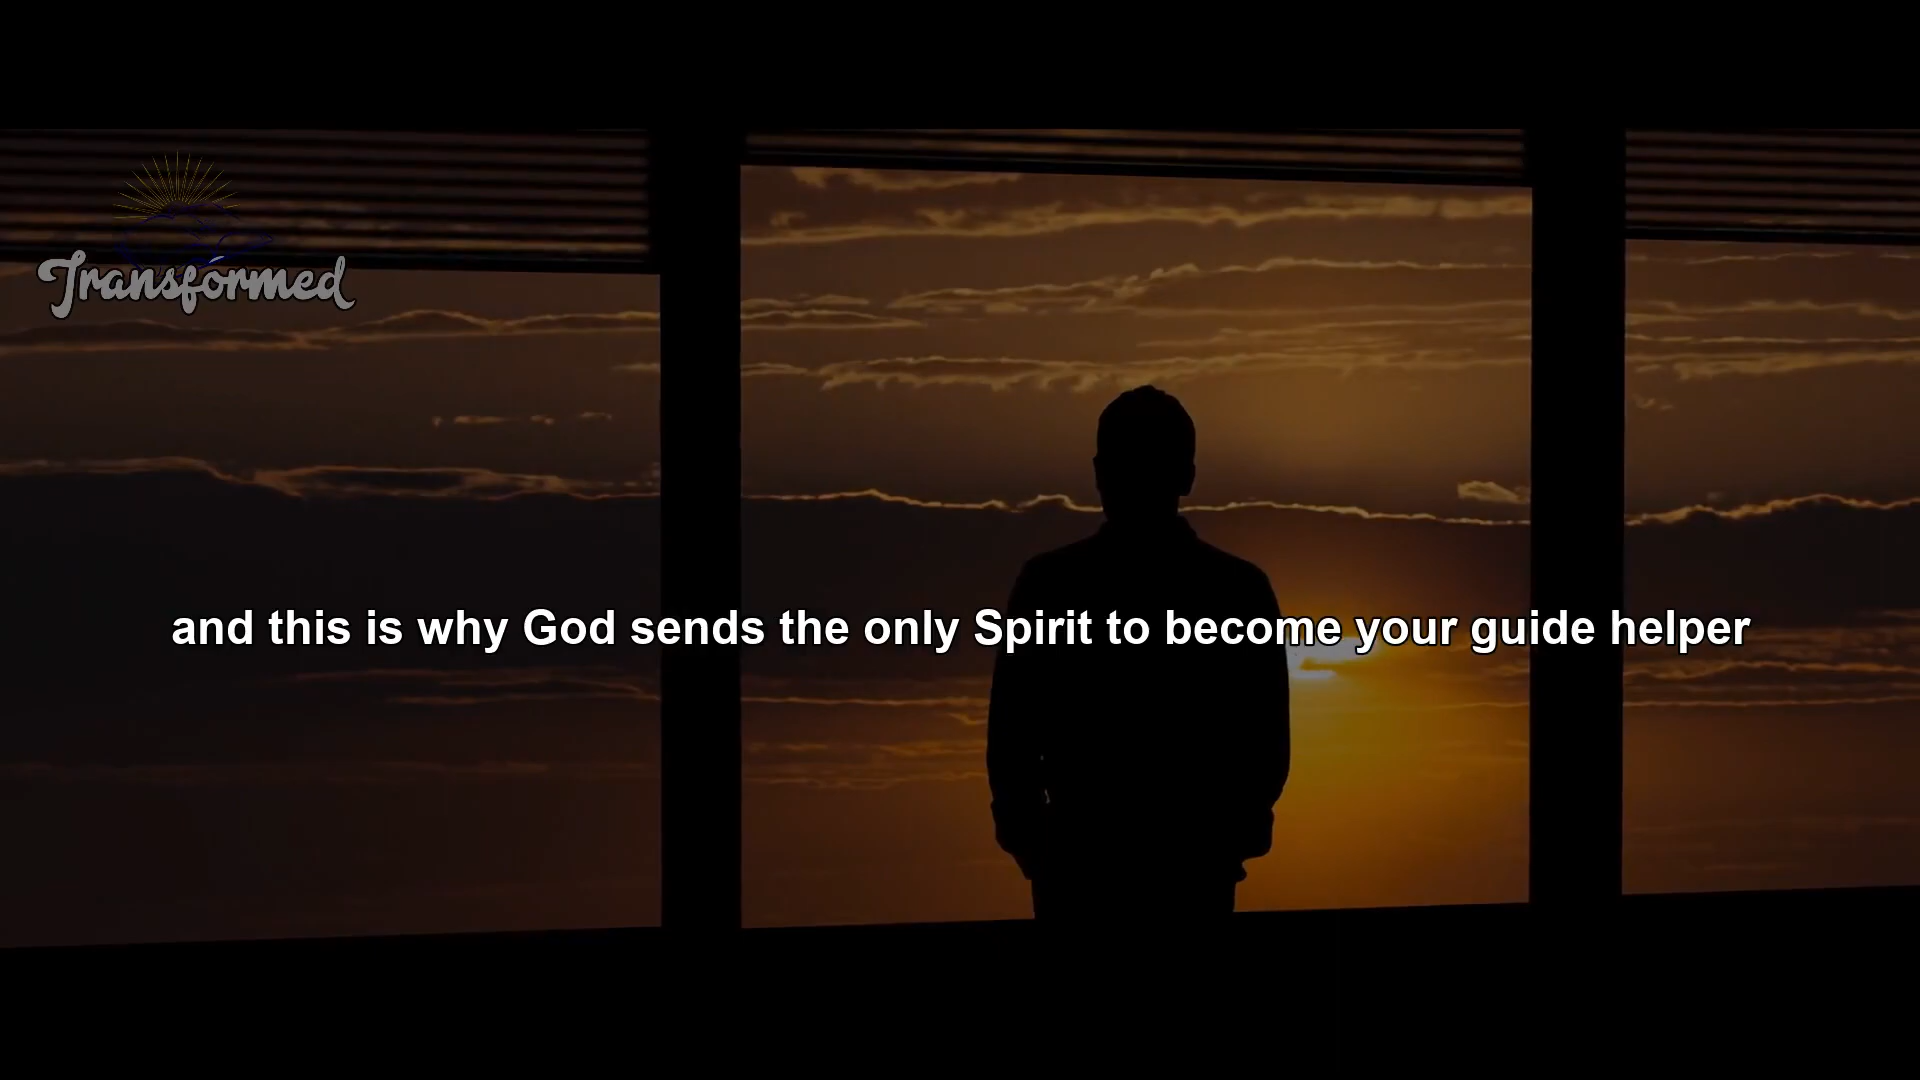 Transformed
and this is why God sends the only Spirit to become your guide helper